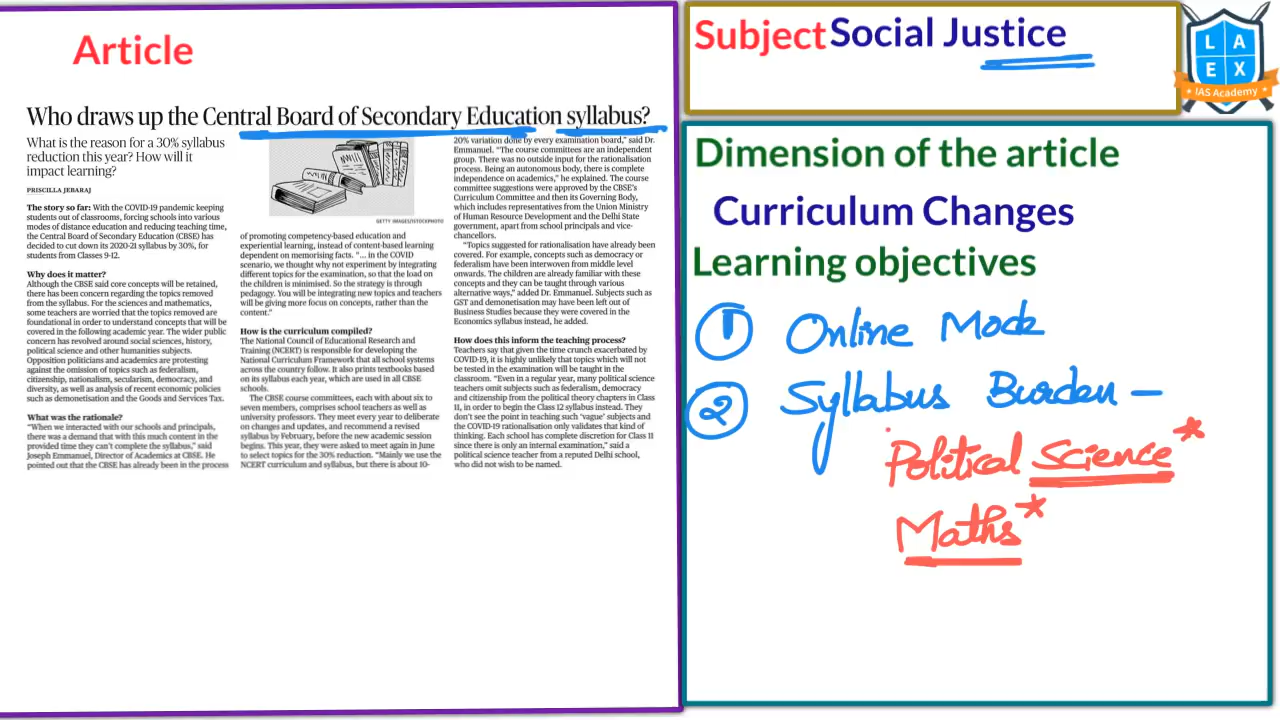 Article
Who draws up the Central Board of Secondary Education syllabus?
What is the reason for a 30% syllabus
reduction this year? How will it
impact learning?
PRISCILLA JEBARAJ
The story so far: With the COVID-19 pandemic keeping
students out of classrooms, forcing schools into various
modes of distance education and reducing teaching time,
the Central Board of Secondary Education (CBSE) has
decided to cut down its 2020-21 syllabus by 30%, for
students from Classes 9-12.
Why does it matter?
Although the CBSE said core concepts will be retained,
there has been concern regarding the topics removed
from the syllabus. For the sciences and mathematics,
some teachers are worried that the topics removed are
foundational in order to understand concepts that will be
covered in the following academic year. The wider public
concern has revolved around social sciences, history,
political science and other humanities subjects.
Opposition politicians and academics are protesting
against the omission of topics such as federalism,
citizenship, nationalism, secularism, democracy, and
diversity, as well as analysis of recent economic policies
such as demonetisation and the Goods and Services Tax.
What was the rationale?
"When we interacted with our schools and principals,
there was a demand that with this much content in the
provided time they can't complete the syllabus," said
Joseph Emmanuel, Director of Academics at CBSE. He
pointed out that the CBSE has already been in the process
GETTY IMAGES/ISTOCKPHOTO
of promoting competency-based education and
experiential learning, instead of content-based learning
dependent on memorising facts. "... in the COVID
scenario, we thought why not experiment by integrating
different topics for the examination, so that the load on
the children is minimised. So the strategy is through
pedagogy. You will be integrating new topics and teachers
will be giving more focus on concepts, rather than the
content."
How is the curriculum compiled?
The National Council of Educational Research and
Training (NCERT) is responsible for developing the
National Curriculum Framework that all school systems
across the country follow. It also prints textbooks based
on its syllabus each year, which are used in all CBSE
schools.
The CBSE course committees, each with about six to
seven members, comprises school teachers as well as
university professors. They meet every year to deliberate
on changes and updates, and recommend a revised
syllabus by February, before the new academic session
begins. This year, they were asked to meet again in June
to select topics for the 30% reduction. "Mainly we use the
NCERT curriculum and syllabus, but there is about 10-
20% variation done by every examination board," said Dr.
Emmanuel. "The course committees are an independent
group. There was no outside input for the rationalisation
process. Being an autonomous body, there is complete
independence on academics," he explained. The course
committee suggestions were approved by the CBSE's
Curriculum Committee and then its Governing Body,
which includes representatives from the Union Ministry
of Human Resource Development and the Delhi State
government, apart from school principals and vice-
chancellors.
"Topics suggested for rationalisation have already been
covered. For example, concepts such as democracy or
federalism have been interwoven from middle level
onwards. The children are already familiar with these
concepts and they can be taught through various
alternative ways," added Dr. Emmanuel. Subjects such as
GST and demonetisation may have been left out of
Business Studies because they were covered in the
Economics syllabus instead, he added.
How does this inform the teaching process?
Teachers say that given the time crunch exacerbated by
COVID-19, it is highly unlikely that topics which will not
be tested in the examination will be taught in the
classroom. "Even in a regular year, many political science
teachers omit subjects such as federalism, democracy
and citizenship from the political theory chapters in Class
11, in order to begin the Class 12 syllabus instead. They
don't see the point in teaching such 'vague' subjects and
the COVID-19 rationalisation only validates that kind of
thinking. Each school has complete discretion for Class 11
since there is only an internal examination," said a
political science teacher from a reputed Delhi school,
who did not wish to be named.
Subject Social Justice
L A
E X
IAS Academy
Dimension of the article
Curriculum Changes
Learning objectives
① Online Mode
② Syllabus Burden –
Political Science*
Maths*